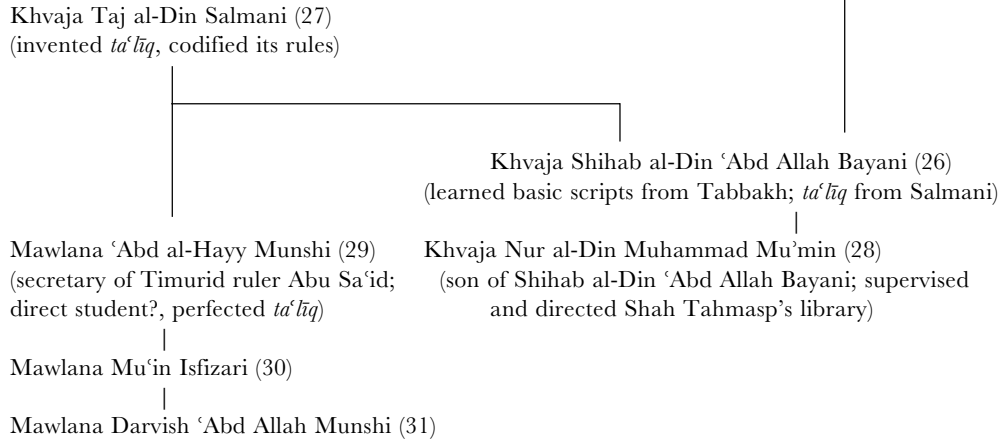 Khvaja Taj al-Din Salmani (27)
(invented taʿlīq, codified its rules)
Khvaja Shihab al-Din ʿAbd Allah Bayani (26)
(learned basic scripts from Tabbakh; taʿlīq from Salmani)
Mawlana ʿAbd al-Hayy Munshi (29)
(secretary of Timurid ruler Abu Saʿid;
direct student?, perfected taʿlīq)
Khvaja Nur al-Din Muhammad Muʾmin (28)
(son of Shihab al-Din ʿAbd Allah Bayani; supervised
and directed Shah Tahmasp's library)
Mawlana Muʿin Isfizari (30)
Mawlana Darvish ʿAbd Allah Munshi (31)